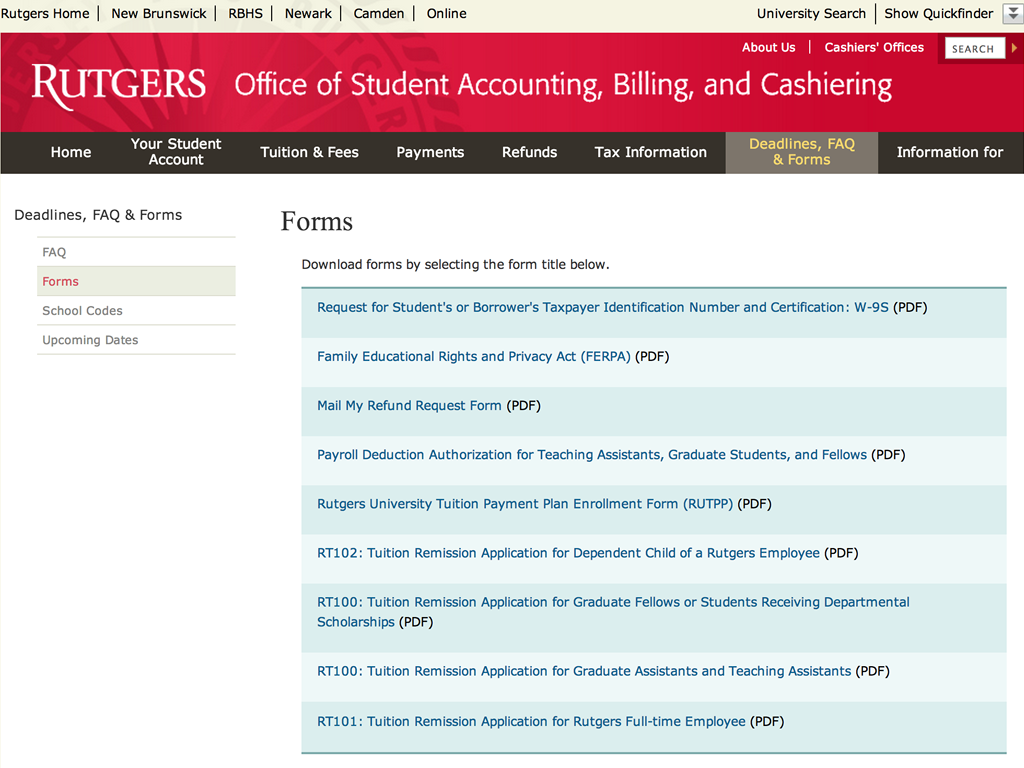 Rutgers Home | New Brunswick | RBHS | Newark | Camden | Online
University Search | Show Quickfinder
About Us | Cashiers' Offices
SEARCH
RUTGERS Office of Student Accounting, Billing, and Cashiering
Home
Your Student
Account
Tuition & Fees
Payments
Refunds
Tax Information
Deadlines, FAQ
& Forms
Information for
Deadlines, FAQ & Forms
FAQ
Forms
School Codes
Upcoming Dates
Forms
Download forms by selecting the form title below.
Request for Student's or Borrower's Taxpayer Identification Number and Certification: W-9S (PDF)
Family Educational Rights and Privacy Act (FERPA) (PDF)
Mail My Refund Request Form (PDF)
Payroll Deduction Authorization for Teaching Assistants, Graduate Students, and Fellows (PDF)
Rutgers University Tuition Payment Plan Enrollment Form (RUTPP) (PDF)
RT102: Tuition Remission Application for Dependent Child of a Rutgers Employee (PDF)
RT100: Tuition Remission Application for Graduate Fellows or Students Receiving Departmental
Scholarships (PDF)
RT100: Tuition Remission Application for Graduate Assistants and Teaching Assistants (PDF)
RT101: Tuition Remission Application for Rutgers Full-time Employee (PDF)